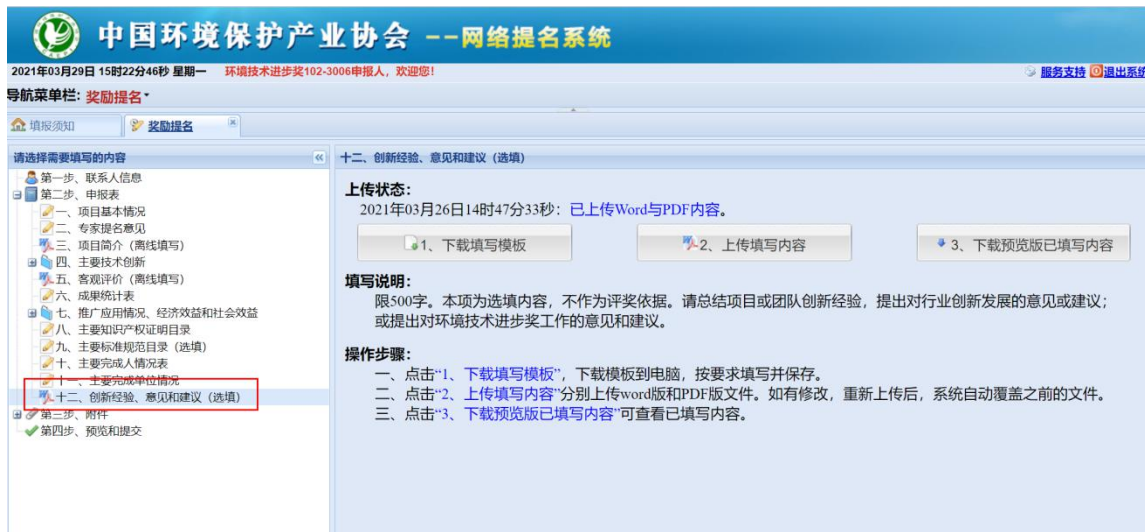 中国环境保护产业协会 --网络提名系统
2021年03月29日 15时22分46秒 星期一 环境技术进步奖102-3006申报人，欢迎您！ 服务支持 退出系统
导航菜单栏: 奖励提名
填报须知 奖励提名
请选择需要填写的内容
第一步、联系人信息
第二步、申报表
一、项目基本情况
二、专家提名意见
三、项目简介（离线填写）
四、主要技术创新
五、客观评价（离线填写）
六、成果统计表
七、推广应用情况、经济效益和社会效益
八、主要知识产权证明目录
九、主要标准规范目录（选填）
十、主要完成人情况表
十一、主要完成单位情况
十二、创新经验、意见和建议（选填）
第三步、附件
第四步、预览和提交
十二、创新经验、意见和建议（选填）
上传状态：
2021年03月26日14时47分33秒：已上传Word与PDF内容。
1、下载填写模板 2、上传填写内容 3、下载预览版已填写内容
填写说明：
限500字。本项为选填内容，不作为评奖依据。请总结项目或团队创新经验，提出对行业创新发展的意见或建议；
或提出对环境技术进步奖工作的意见和建议。
操作步骤：
一、点击“1、下载填写模板”，下载模板到电脑，按要求填写并保存。
二、点击“2、上传填写内容”分别上传word版和PDF版文件。如有修改，重新上传后，系统自动覆盖之前的文件。
三、点击“3、下载预览版已填写内容”可查看已填写内容。